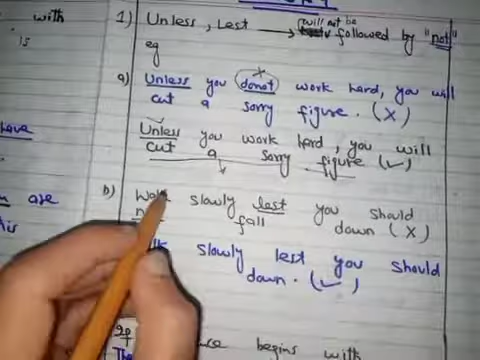 with
is
are
1) Unless, Lest → will not be followed by "not"
eg
a) Unless you donot work hard, you will
cut a sorry figure. (X)
Unless you work hard, you will
cut a sorry figure (✓)
b) Walk slowly lest you should
fall down (X)
slowly lest you should
down. (✓)
begins with